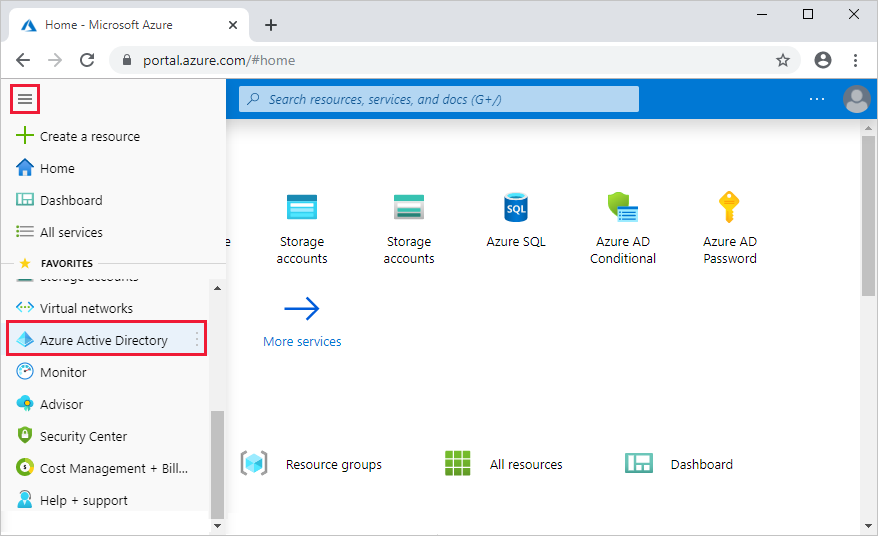 Home - Microsoft Azure
portal.azure.com/#home
Search resources, services, and docs (G+/)
Create a resource
Home
Dashboard
All services
FAVORITES
Storage accounts
Virtual networks
Azure Active Directory
Monitor
Advisor
Security Center
Cost Management + Bill...
Help + support
e
Storage
accounts
Storage
accounts
Azure SQL
Azure AD
Conditional
Azure AD
Password
More services
Resource groups
All resources
Dashboard
SQL